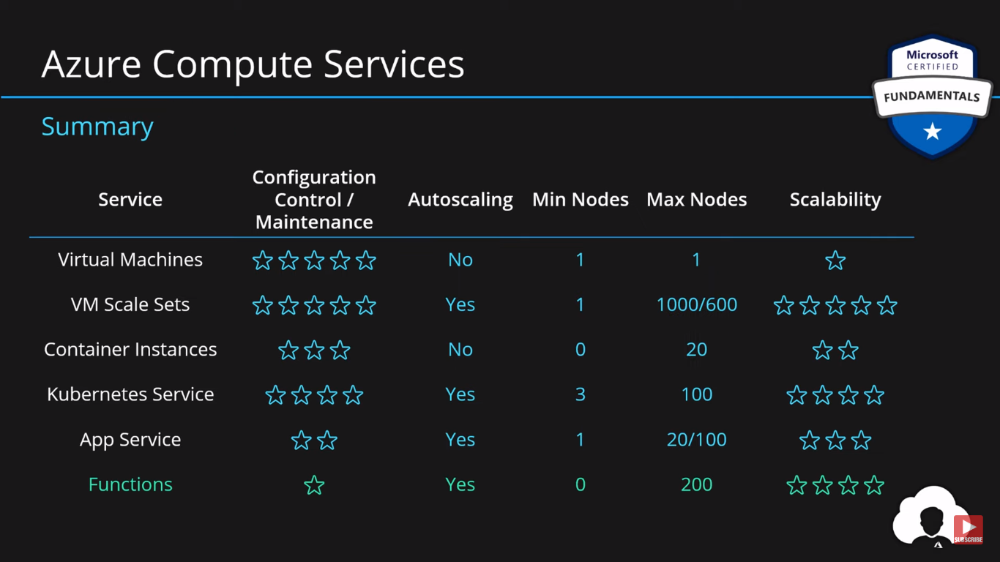 Azure Compute Services
Microsoft
CERTIFIED
FUNDAMENTALS
Summary
Service Configuration Control / Maintenance Autoscaling Min Nodes Max Nodes Scalability
Virtual Machines No 1 1
VM Scale Sets Yes 1 1000/600
Container Instances No 0 20
Kubernetes Service Yes 3 100
App Service Yes 1 20/100
Functions Yes 0 200
SUBSCRIBE